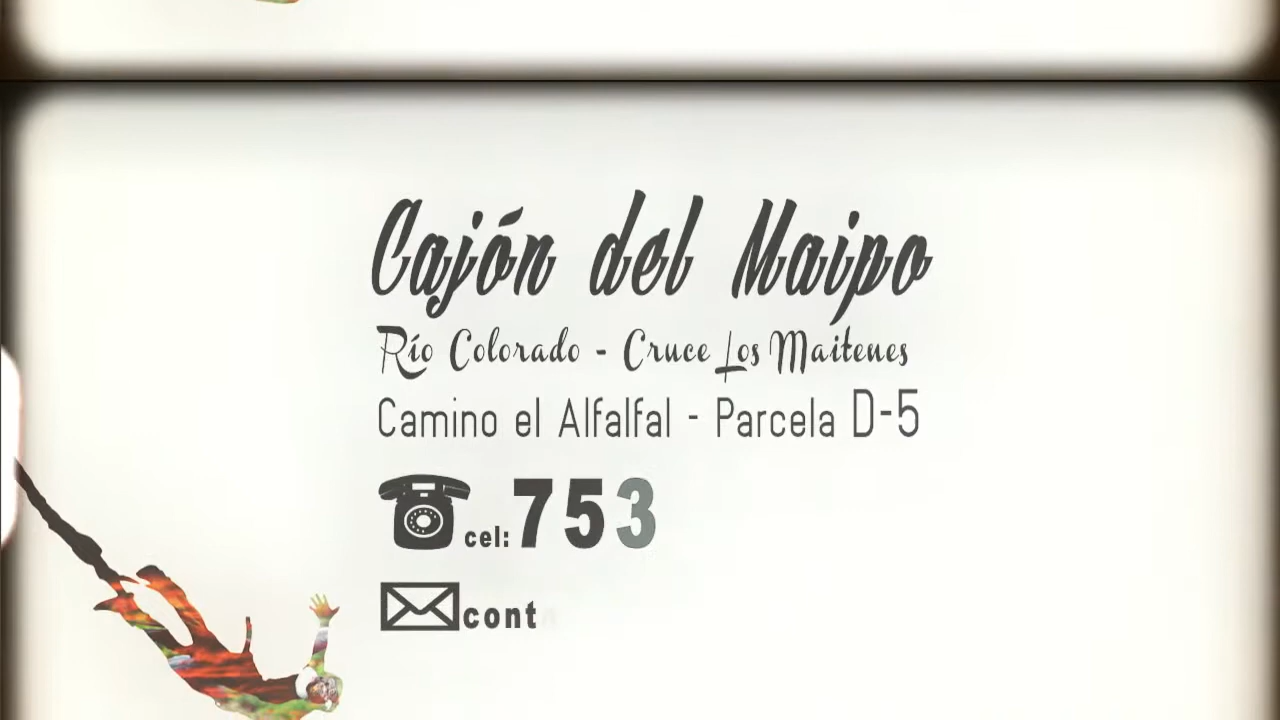 Cajón del Maipo
Río Colorado - Cruce Los Maitenes
Camino el Alfalfal - Parcela D-5
cel: 753
cont